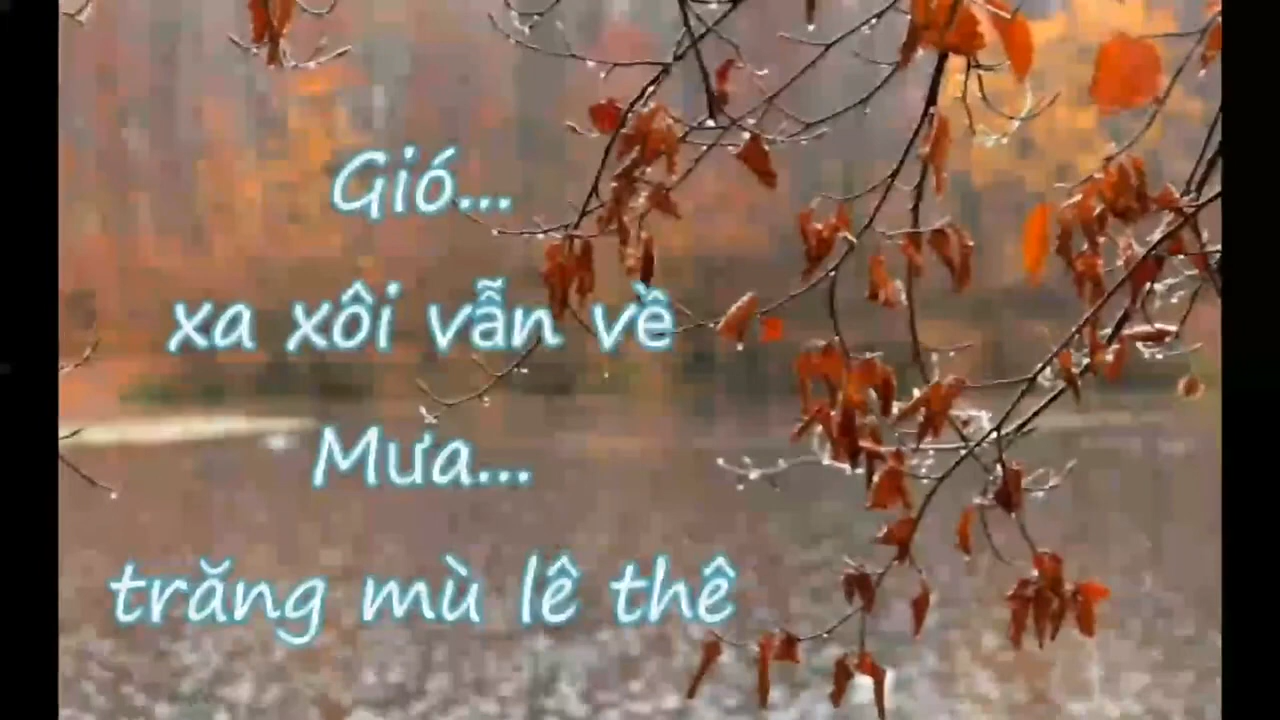 Gió...
xa xôi vẫn về
Mưa...
trăng mù lê thê